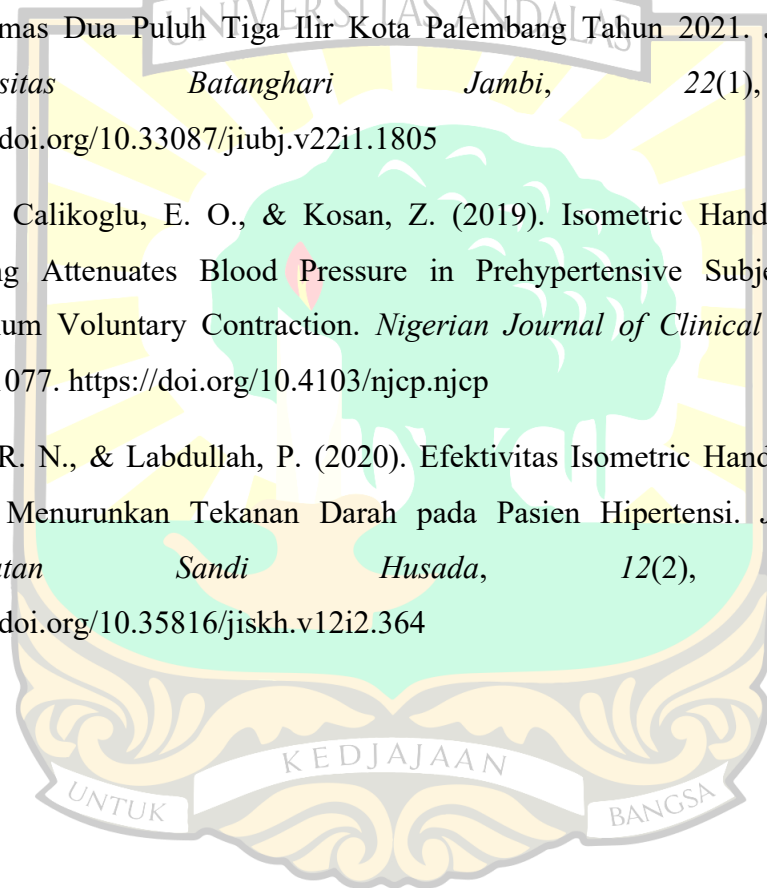 UNIVERSITAS ANDALAS
mas Dua Puluh Tiga Ilir Kota Palembang Tahun 2021.
sitas Batanghari Jambi, 22(1),
doi.org/10.33087/jiubj.v22i1.1805
Calikoglu, E. O., & Kosan, Z. (2019). Isometric Hand
ng Attenuates Blood Pressure in Prehypertensive Subje
um Voluntary Contraction. Nigerian Journal of Clinical
1077. https://doi.org/10.4103/njcp.njcp
R. N., & Labdullah, P. (2020). Efektivitas Isometric Hand
Menurunkan Tekanan Darah pada Pasien Hipertensi. J
atan Sandi Husada, 12(2),
doi.org/10.35816/jiskh.v12i2.364
KEDJAJAAN
UNTUK BANGSA